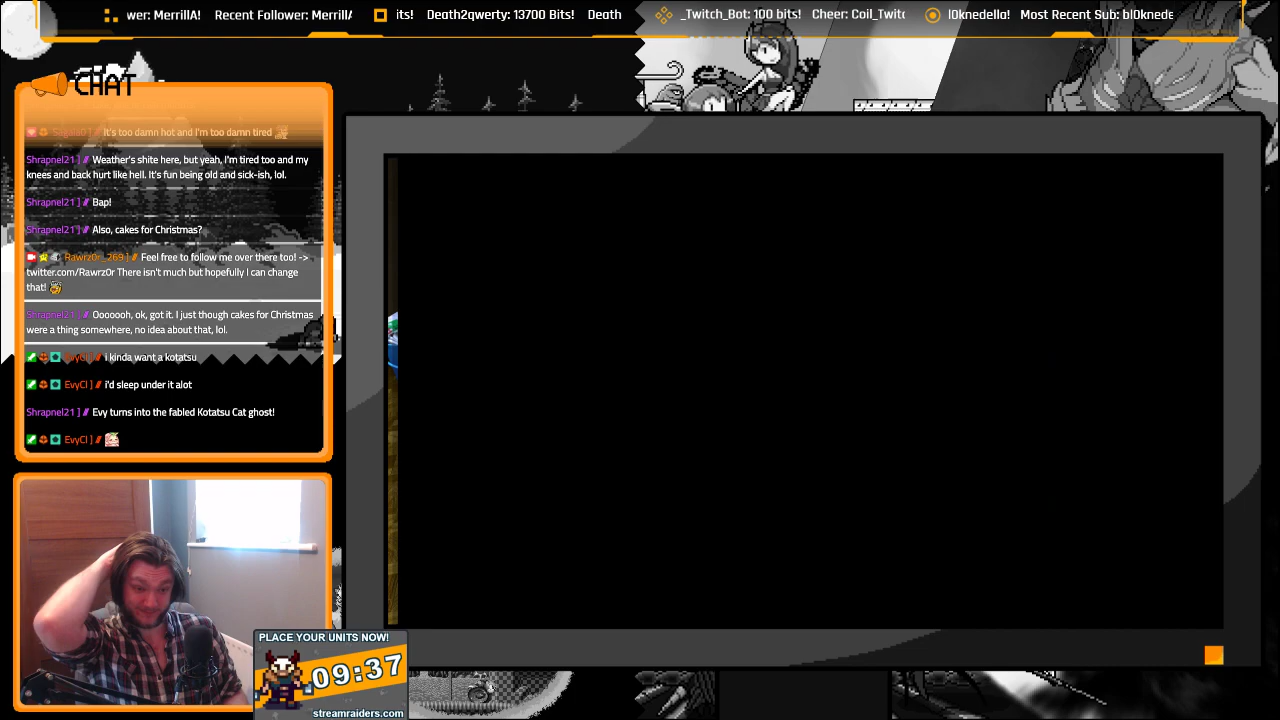 wer: MerrillA! Recent Follower: Merrill
its! Death2qwerty: 13700 Bits! Death
_Twitch_Bot: 100 bits! Cheer: Coil_Twitc
l0knedella! Most Recent Sub: bl0knede
CHAT
It's too damn hot and I'm too damn tired
Shrapnel21 ] // Weather's shite here, but yeah, I'm tired too and my
knees and back hurt like hell. It's fun being old and sick-ish, lol.
Shrapnel21 ] // Bap!
Shrapnel21 ] // Also, cakes for Christmas?
Rawrz0r_269 ] // Feel free to follow me over there too! ->
twitter.com/Rawrz0r There isn't much but hopefully I can change
that!
Shrapnel21 ] // Ooooooh, ok, got it. I just though cakes for Christmas
were a thing somewhere, no idea about that, lol.
EvyCl ] // i kinda want a kotatsu
EvyCl ] // i'd sleep under it alot
Shrapnel21 ] // Evy turns into the fabled Kotatsu Cat ghost!
EvyCl ] //
PLACE YOUR UNITS NOW!
09:37
streamraiders.com